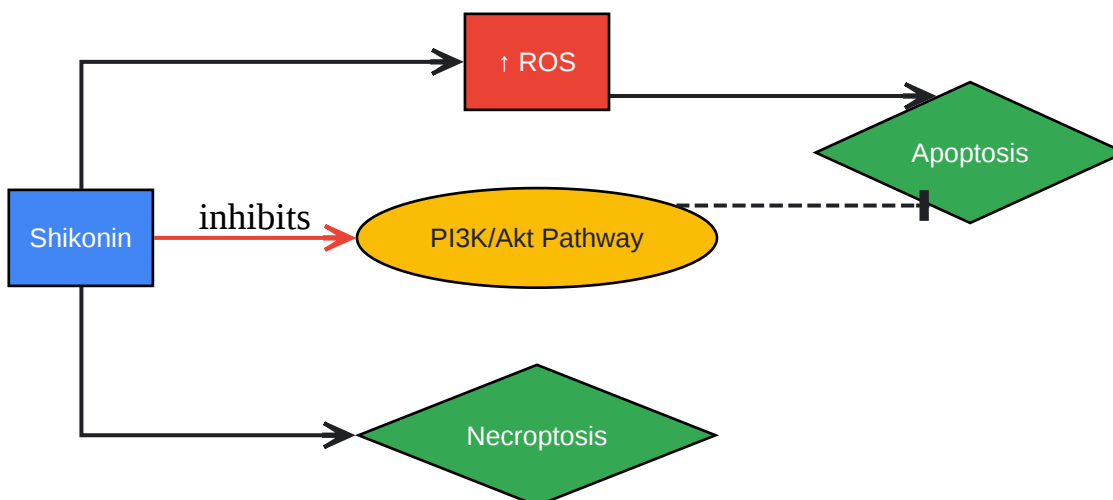 ↑ ROS
Apoptosis
inhibits
Shikonin
PI3K/Akt Pathway
Necroptosis